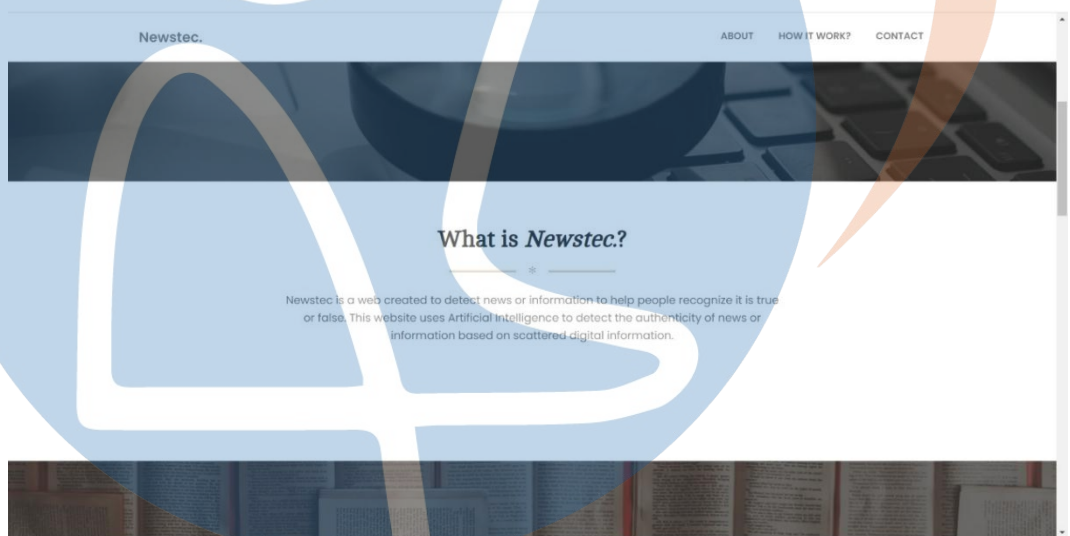 Newstec.
ABOUT HOW IT WORK? CONTACT
What is Newstec.?
Newstec is a web created to detect news or information to help people recognize it is true
or false. This website uses Artificial Intelligence to detect the authenticity of news or
information based on scattered digital information.